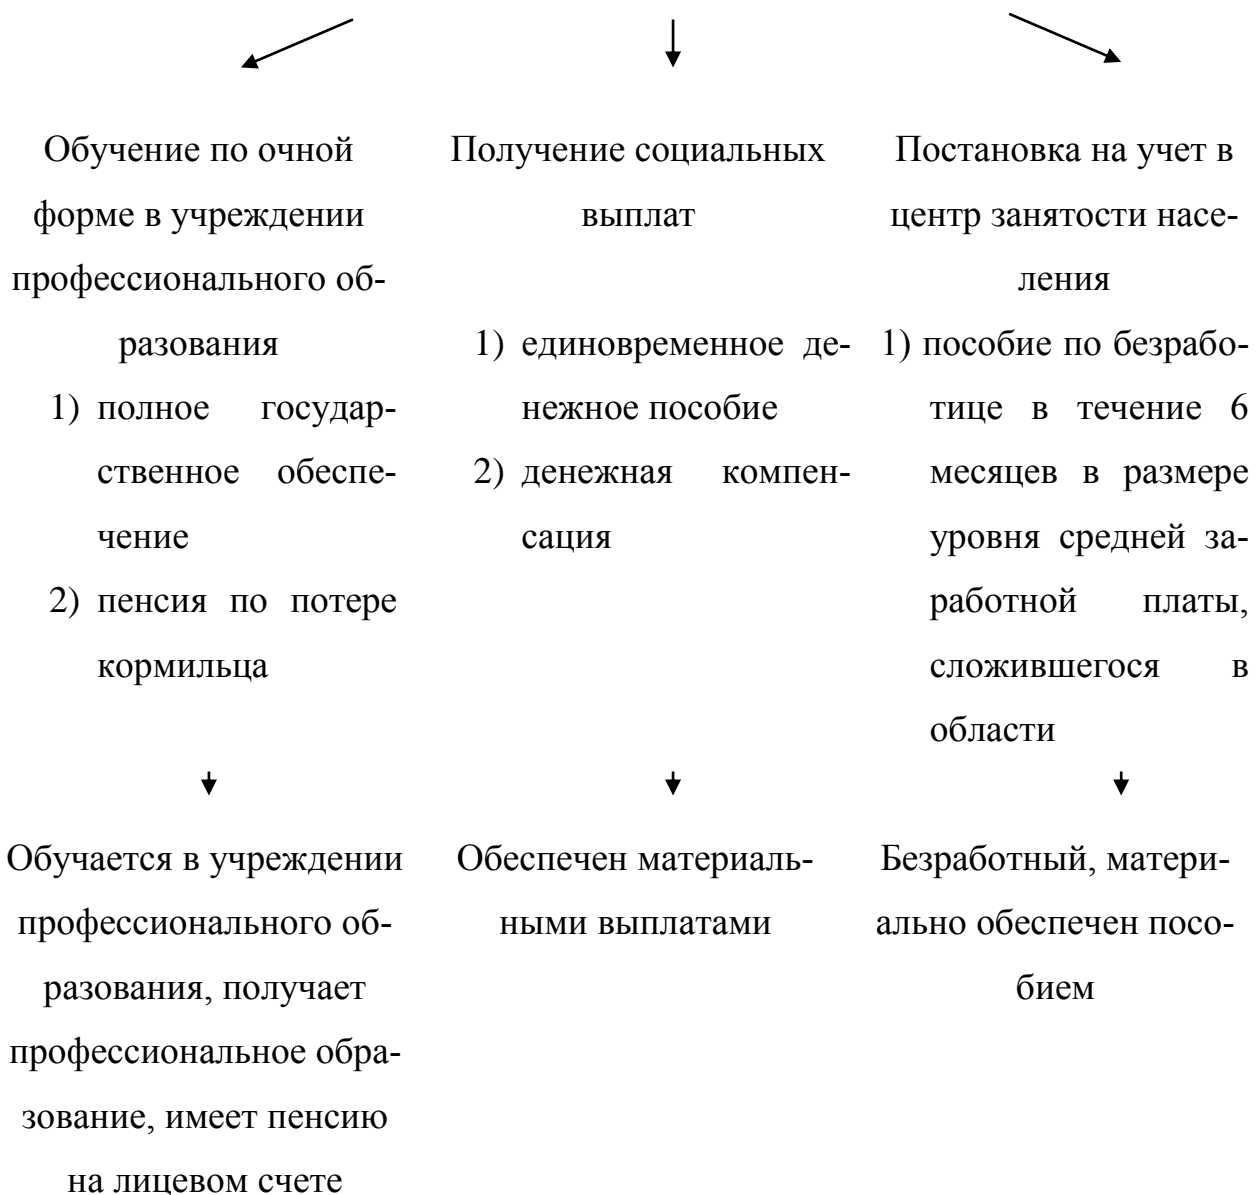 Обучение по очной
форме в учреждении
профессионального об-
разования
1) полное государ-
ственное обеспе-
чение
2) пенсия по потере
кормильца
Получение социальных
выплат
1) единовременное де-
нежное пособие
2) денежная компен-
сация
Постановка на учет в
центр занятости насе-
ления
1) пособие по безрабо-
тице в течение 6
месяцев в размере
уровня средней за-
работной платы,
сложившегося в
области
Обучается в учреждении
профессионального об-
разования, получает
профессиональное обра-
зование, имеет пенсию
на лицевом счете
Обеспечен материаль-
ными выплатами
Безработный, матери-
ально обеспечен посо-
бием